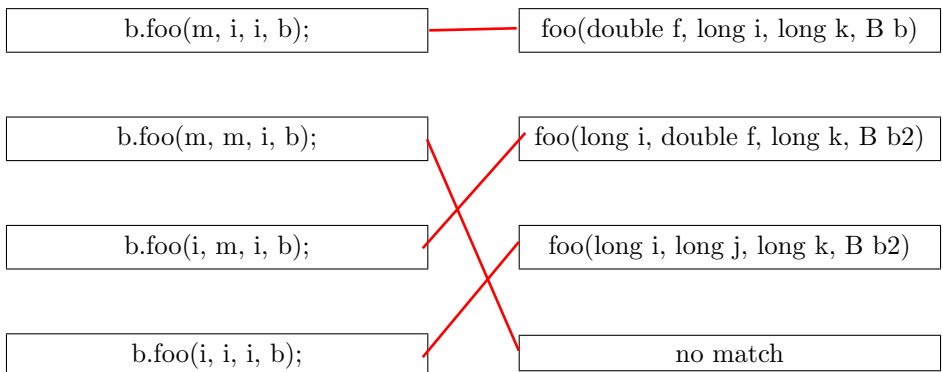 b.foo(m, i, i, b);
foo(double f, long i, long k, B b)
b.foo(m, m, i, b);
foo(long i, double f, long k, B b2)
b.foo(i, m, i, b);
foo(long i, long j, long k, B b2)
b.foo(i, i, i, b);
no match